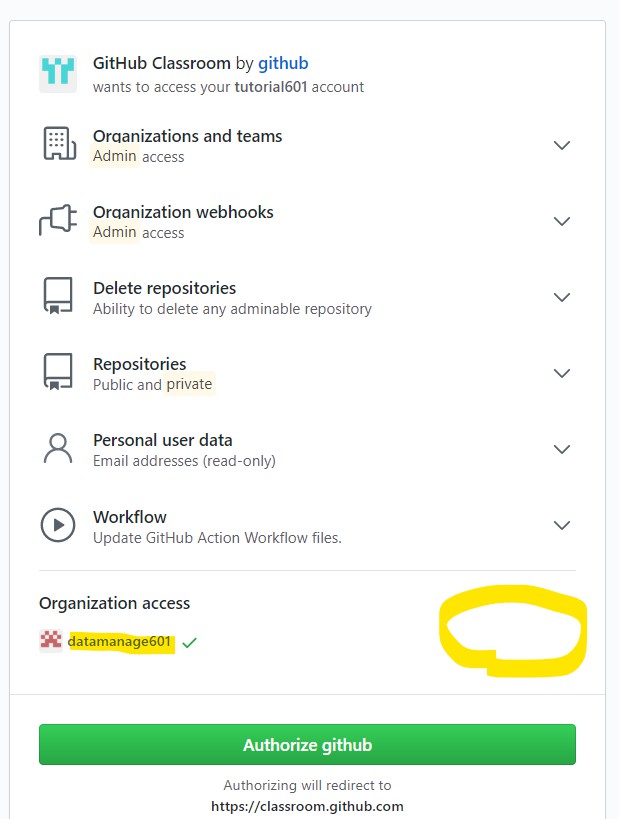 GitHub Classroom by github
wants to access your tutorial601 account
Organizations and teams
Admin access
Organization webhooks
Admin access
Delete repositories
Ability to delete any adminable repository
Repositories
Public and private
Personal user data
Email addresses (read-only)
Workflow
Update GitHub Action Workflow files.
Organization access
datamanage601
Authorize github
Authorizing will redirect to
https://classroom.github.com